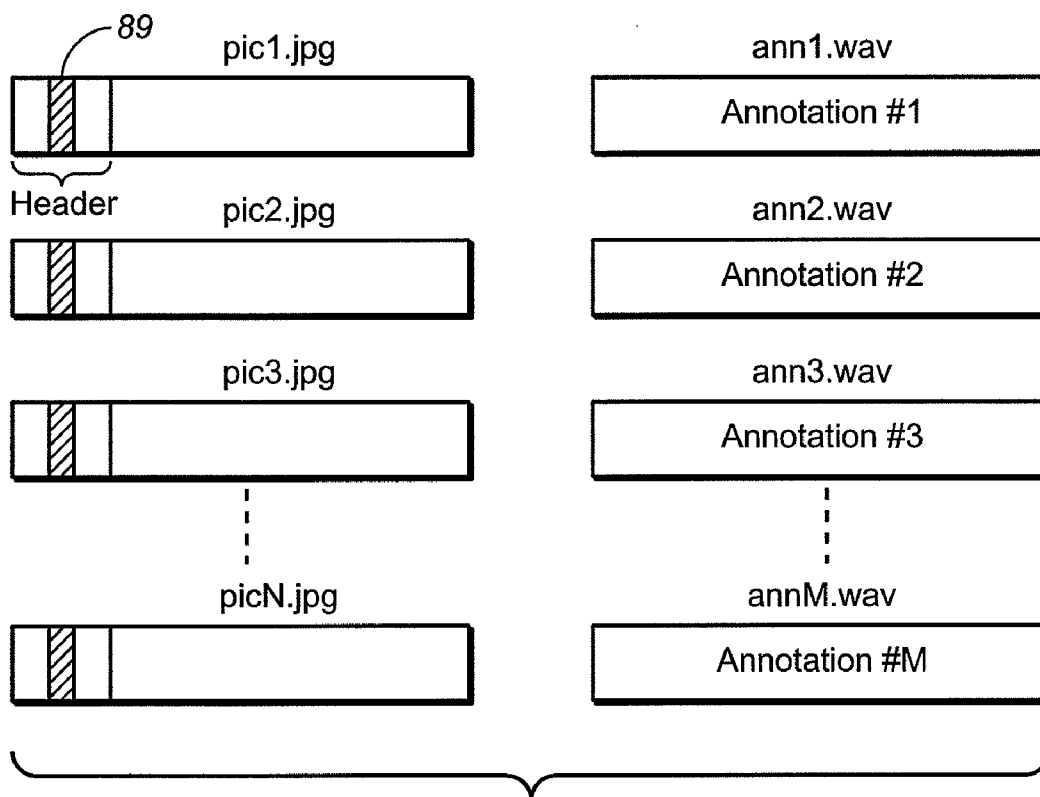 89
pic1.jpg ann1.wav
Annotation #1
Header
pic2.jpg ann2.wav
Annotation #2
pic3.jpg ann3.wav
Annotation #3
picN.jpg annM.wav
Annotation #M